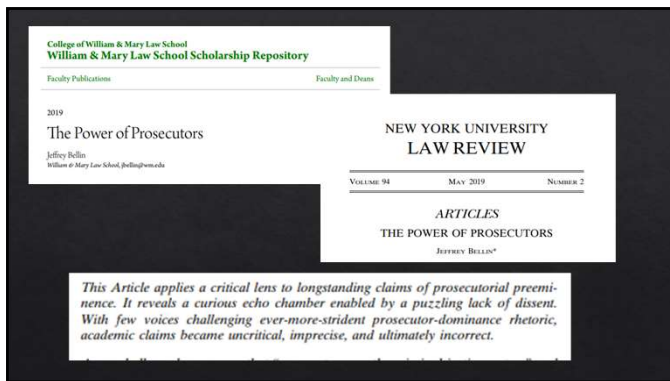 College of William & Mary Law School
William & Mary Law School Scholarship Repository
Faculty Publications Faculty and Deans
2019
The Power of Prosecutors
Jeffrey Bellin
William & Mary Law School, jbellin@wm.edu
NEW YORK UNIVERSITY
LAW REVIEW
VOLUME 94 MAY 2019 NUMBER 2
ARTICLES
THE POWER OF PROSECUTORS
JEFFREY BELLIN*
This Article applies a critical lens to longstanding claims of prosecutorial preemi-
nence. It reveals a curious echo chamber enabled by a puzzling lack of dissent.
With few voices challenging ever-more-strident prosecutor-dominance rhetoric,
academic claims became uncritical, imprecise, and ultimately incorrect.